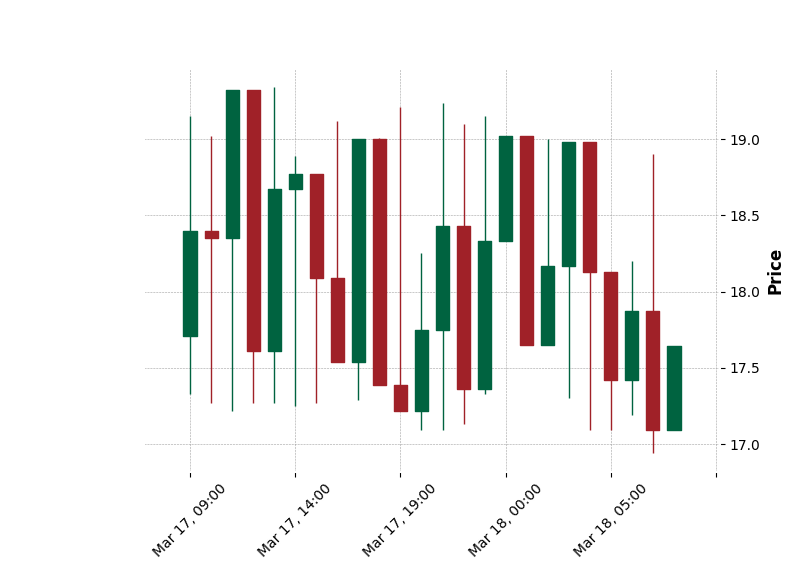 19.0
18.5
18.0
17.5
17.0
Price
Mar 17, 09:00
Mar 17, 14:00
Mar 17, 19:00
Mar 18, 00:00
Mar 18, 05:00